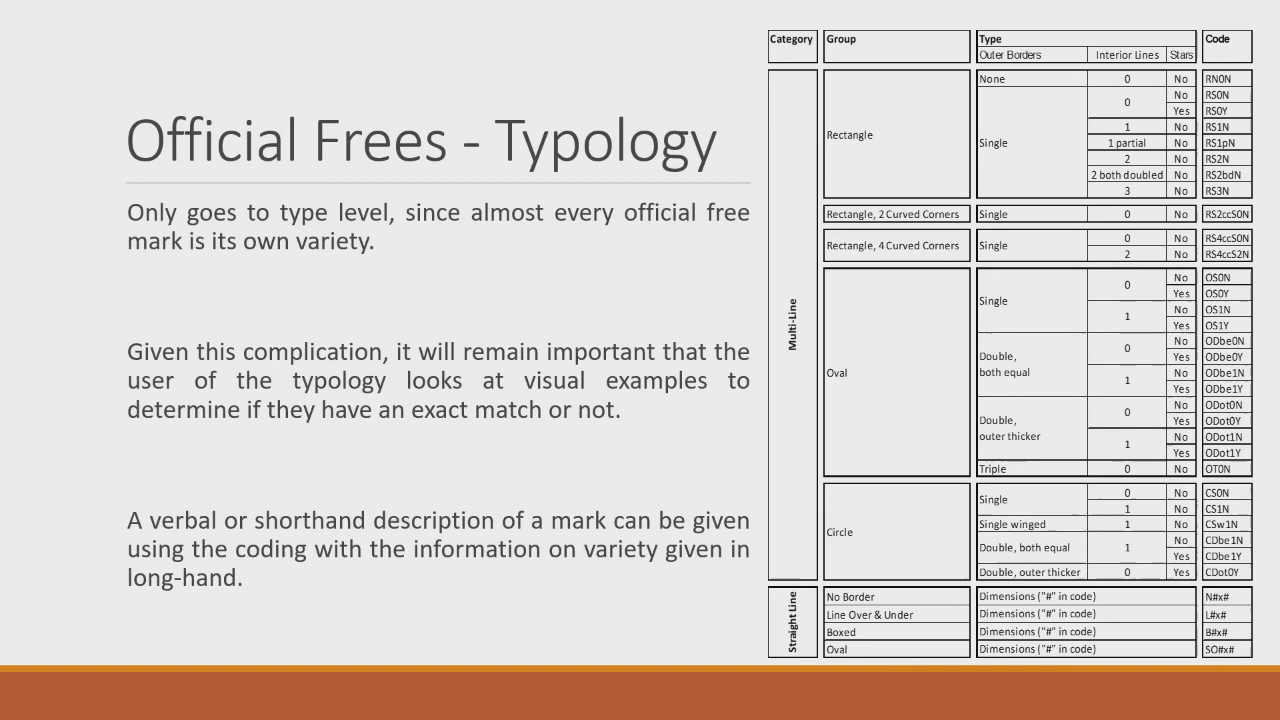 Official Frees - Typology
Only goes to type level, since almost every official free
mark is its own variety.
Given this complication, it will remain important that the
user of the typology looks at visual examples to
determine if they have an exact match or not.
A verbal or shorthand description of a mark can be given
using the coding with the information on variety given in
long-hand.
Category Group Type Code
Outer Borders Interior Lines Stars
Multi-Line
Rectangle
None 0 No RN0N
Single 0 No RS0N
Yes RS0Y
1 No RS1N
1 partial No RS1pN
2 No RS2N
2 both doubled No RS2bdN
3 No RS3N
Rectangle, 2 Curved Corners Single 0 No RS2ccS0N
Rectangle, 4 Curved Corners Single 0 No RS4ccS0N
2 No RS4ccS2N
Oval
Single 0 No OS0N
Yes OS0Y
1 No OS1N
Yes OS1Y
Double,
both equal
0 No ODbe0N
Yes ODbe0Y
1 No ODbe1N
Yes ODbe1Y
Double,
outer thicker
0 No ODot0N
Yes ODot0Y
1 No ODot1N
Yes ODot1Y
Triple 0 No OT0N
Circle
Single 0 No CS0N
1 No CS1N
Single winged 1 No CSw1N
Double, both equal 1 No CDbe1N
Yes CDbe1Y
Double, outer thicker 0 Yes CDot0Y
Straight Line
No Border Dimensions ("#" in code) N#x#
Line Over & Under Dimensions ("#" in code) L#x#
Boxed Dimensions ("#" in code) B#x#
Oval Dimensions ("#" in code) SO#x#